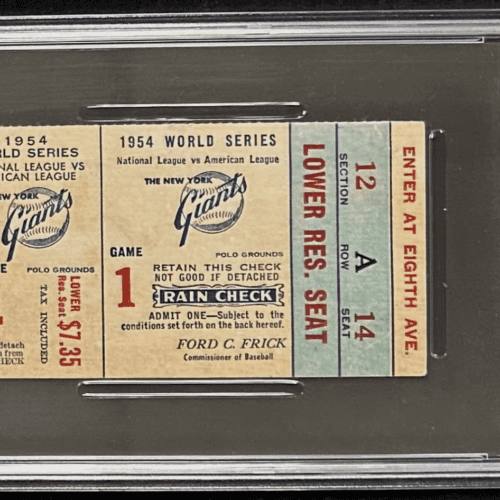 1954
RLD SERIES
NAL LEAGUE VS
RICAN LEAGUE
NEW YORK
Giants
POLO GROUNDS
LOWER
Res. Seat $7.35
TAX INCLUDED
detach
n from
HECK
1954 WORLD SERIES
National League vs American League
THE NEW YORK
Giants
POLO GROUNDS
GAME
1
RETAIN THIS CHECK
NOT GOOD IF DETACHED
RAIN CHECK
ADMIT ONE—Subject to the
conditions set forth on the back hereof.
FORD C. FRICK
Commissioner of Baseball
LOWER RES. SEAT
12 A 14
SECTION ROW SEAT
ENTER AT EIGHTH AVE.